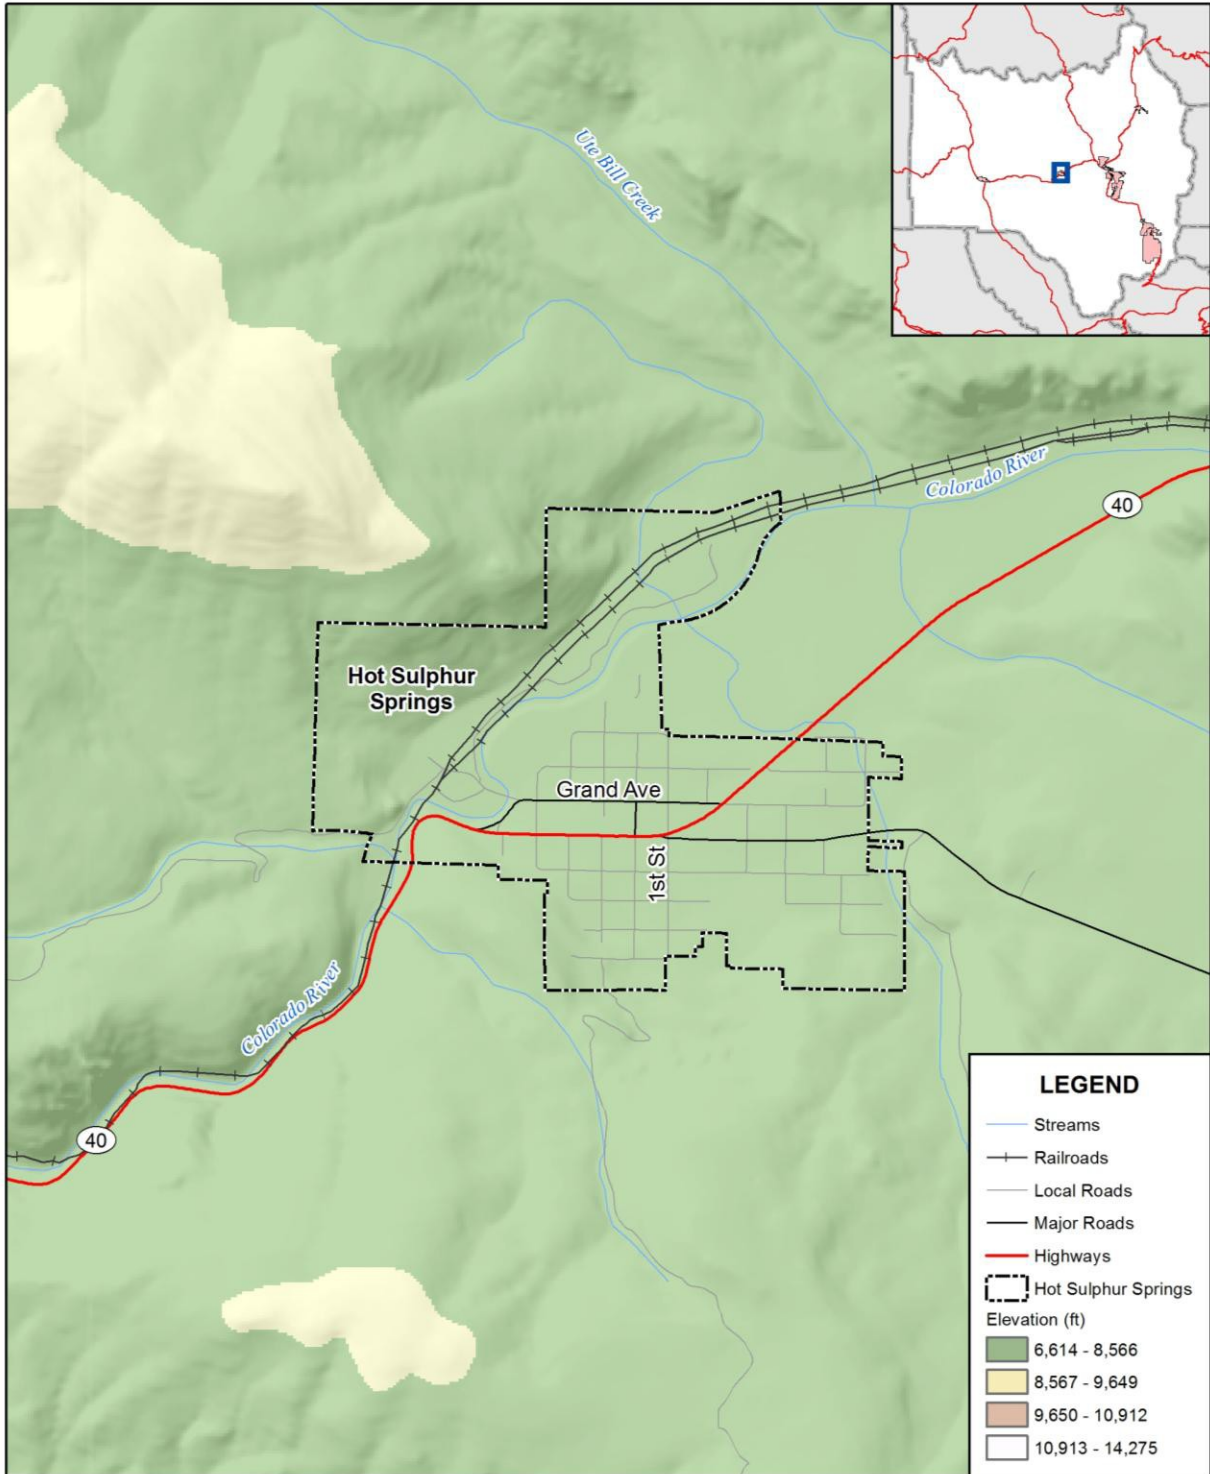 Ute Bill Creek
Colorado River
40
Hot Sulphur
Springs
Grand Ave
1st St
Colorado River
40
LEGEND
Streams
Railroads
Local Roads
Major Roads
Highways
Hot Sulphur Springs
Elevation (ft)
6,614 - 8,566
8,567 - 9,649
9,650 - 10,912
10,913 - 14,275